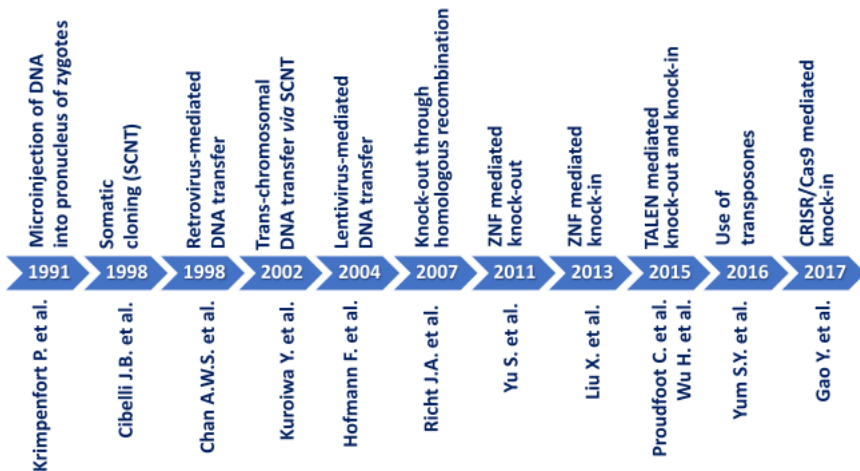 Microinjection of DNA
into pronucleus of zygotes
Somatic
cloning (SCNT)
Retrovirus-mediated
DNA transfer
Trans-chromosomal
DNA transfer via SCNT
Lentivirus-mediated
DNA transfer
Knock-out through
homologous recombination
ZNF mediated
knock-out
ZNF mediated
knock-in
TALEN mediated
knock-out and knock-in
Use of
transposones
CRISR/Cas9 mediated
knock-in
1991
1998
1998
2002
2004
2007
2011
2013
2015
2016
2017
Krimpenfort P. et al.
Cibelli J.B. et al.
Chan A.W.S. et al.
Kuroiwa Y. et al.
Hofmann F. et al.
Richt J.A. et al.
Yu S. et al.
Liu X. et al.
Proudfoot C. et al.
Wu H. et al.
Yum S.Y. et al.
Gao Y. et al.